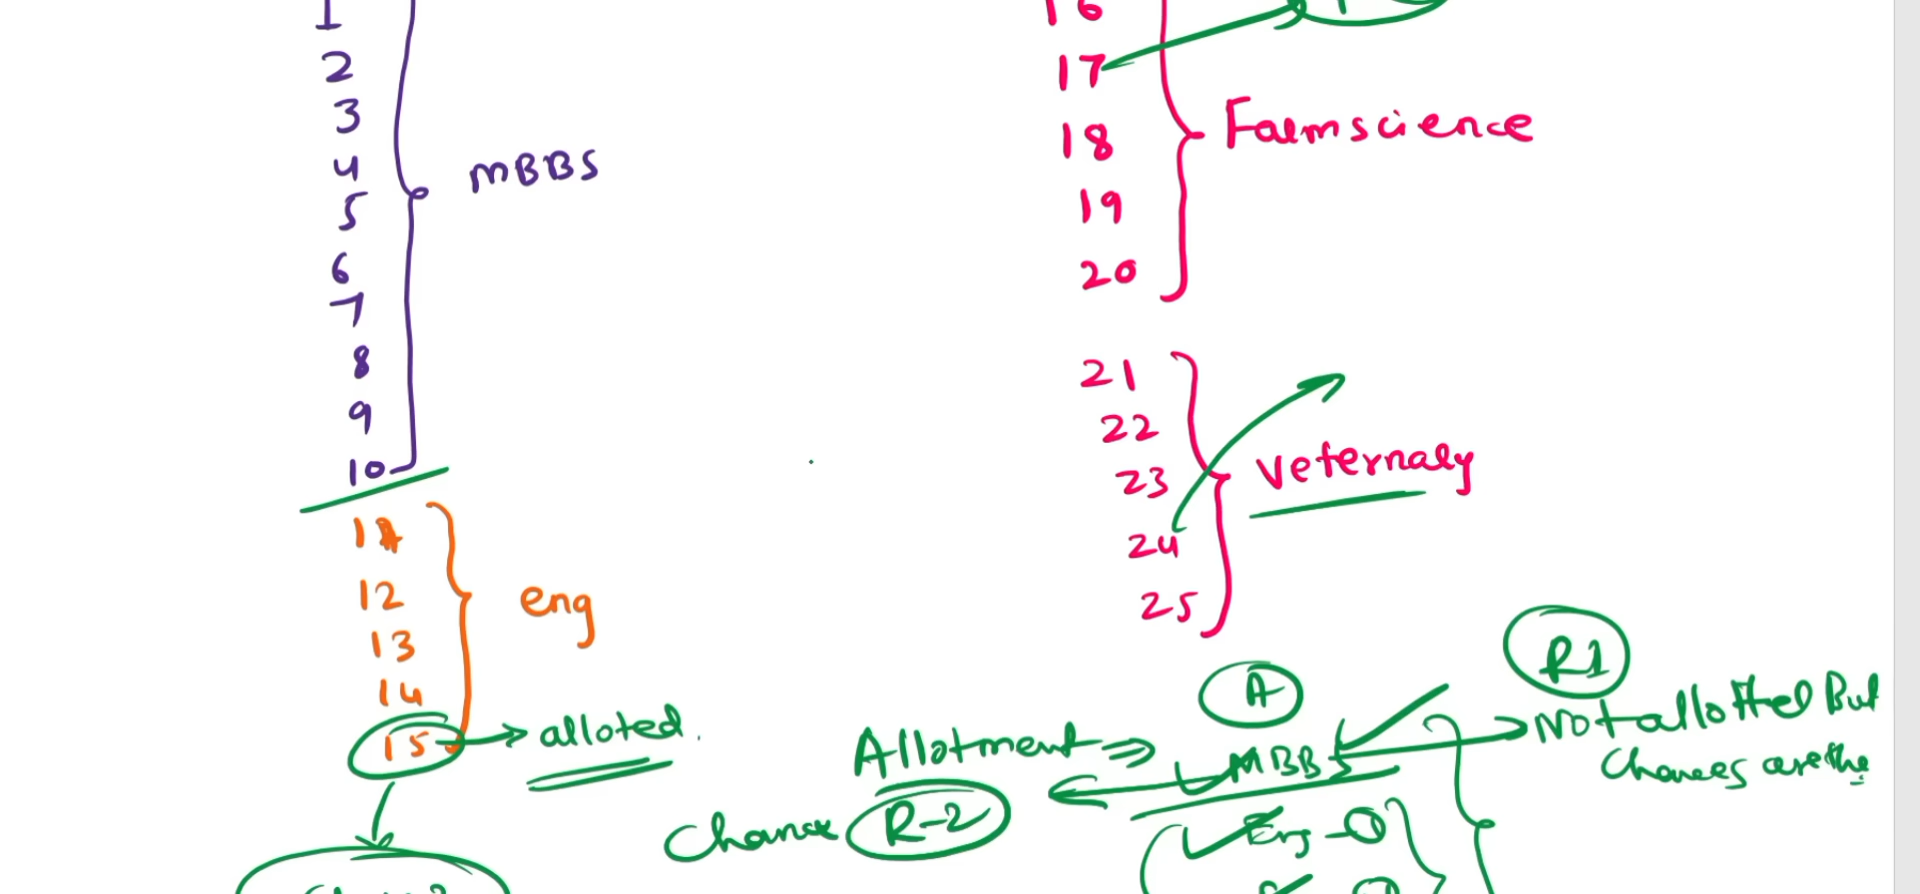 1
2
3
4
5
6
7
8
9
10
MBBS
11
12
13
14
15
eng
alloted.
16
17
18
19
20
Farmscience
21
22
23
24
25
veternary
A
R1
Allotment ⇒ MBBS
Not allotted But
Chances are the
Chance R-2
Eng -